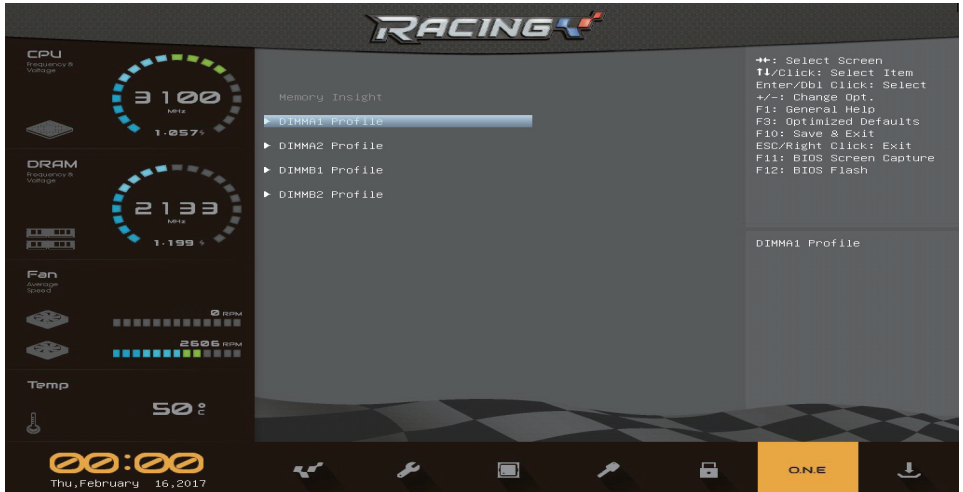 RACING
CPU
Frequency &
Voltage
3100
MHz
1.057
DRAM
Frequency &
Voltage
2133
MHz
1.199
Fan
Average
Speed
0 RPM
2606 RPM
Temp
50 °C
00:00
Thu,February 16,2017
Memory Insight
DIMMA1 Profile
DIMMA2 Profile
DIMMB1 Profile
DIMMB2 Profile
→←: Select Screen
↑↓/Click: Select Item
Enter/Dbl Click: Select
+/-: Change Opt.
F1: General Help
F3: Optimized Defaults
F10: Save & Exit
ESC/Right Click: Exit
F11: BIOS Screen Capture
F12: BIOS Flash
DIMMA1 Profile
O.N.E